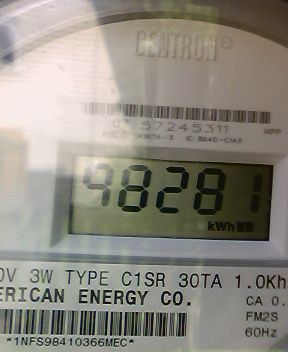 CENTRON
57245311 HPP
98281
kWh
0V 3W TYPE C1SR 30TA 1.0Kh
ERICAN ENERGY CO. CA 0.
FM2S
*1NFS98410366MEC* 60Hz